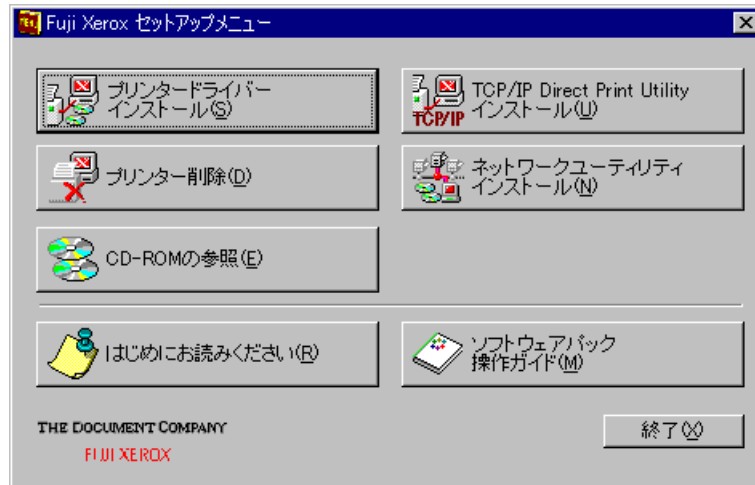 Fuji Xerox セットアップメニュー
プリンタードライバー
インストール(S)
TCP/IP Direct Print Utility
インストール(U)
TCP/IP
プリンター削除(D)
ネットワークユーティリティ
インストール(N)
CD-ROMの参照(E)
はじめにお読みください(R)
ソフトウェアパック
操作ガイド(M)
THE DOCUMENT COMPANY
FUJI XEROX
終了(X)